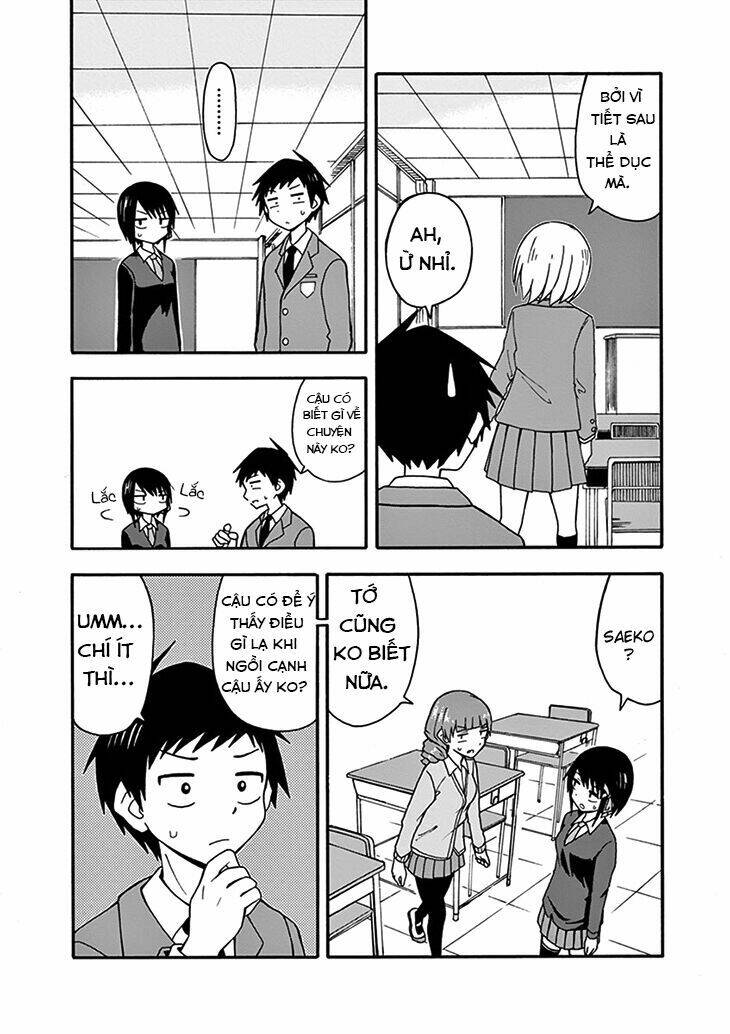 BỞI VÌ
TIẾT SAU
LÀ
THỂ DỤC
MÀ.
AH,
Ừ NHỈ.
.........
CẬU CÓ
BIẾT GÌ VỀ
CHUYỆN
NÀY KO?
LẮC
LẮC
SAEKO
?
TỚ
CŨNG
KO BIẾT
NỮA.
CẬU CÓ ĐỂ Ý
THẤY ĐIỀU
GÌ LẠ KHI
NGỒI CẠNH
CẬU ẤY KO?
UMM...
CHÍ ÍT
THÌ...